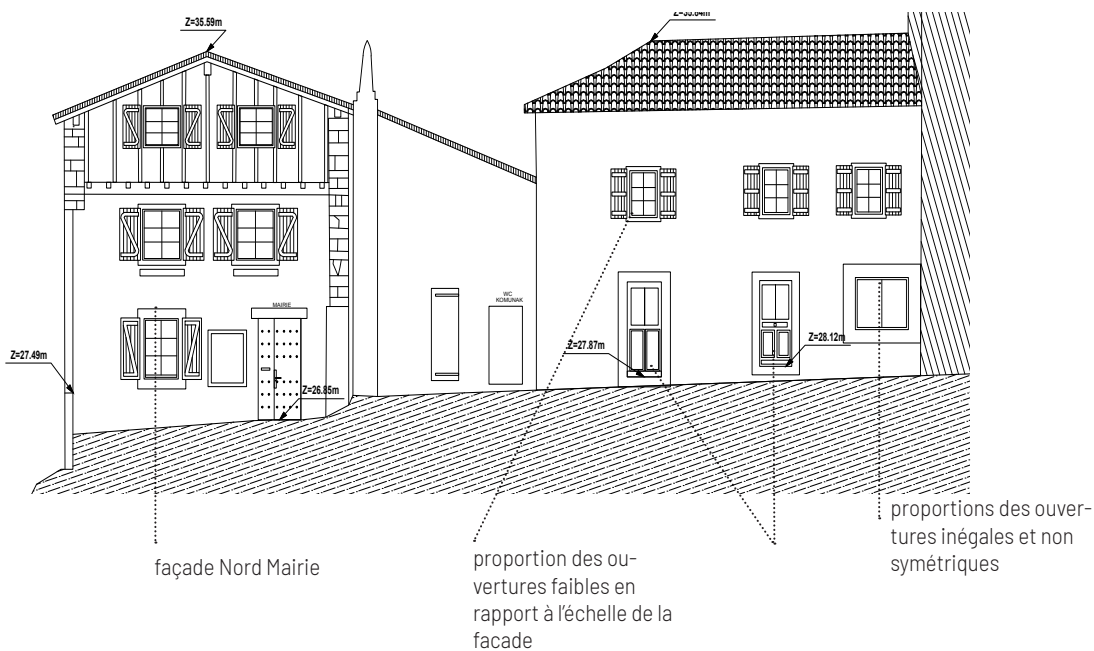 Z=35.59m
MAIRIE
WC
KOMUNAK
Z=27.49m
Z=26.85m
Z=27.87m
Z=28.12m
façade Nord Mairie
proportion des ou-
vertures faibles en
rapport à l'échelle de la
facade
proportions des ouver-
tures inégales et non
symétriques